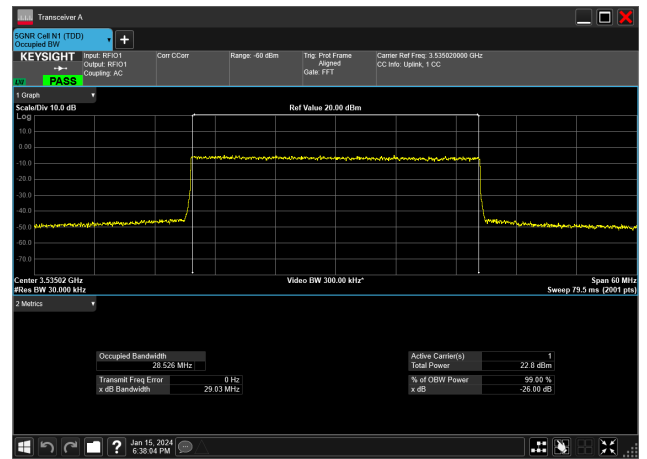 Transceiver A
5GNR Cell N1 (TDD)
Occupied BW
KEYSIGHT
LW PASS
Input: RFIO1
Output: RFIO1
Coupling: AC
Corr CCorr
Range: -60 dBm
Trig: Prot Frame
Aligned
Gate: FFT
Carrier Ref Freq: 3.535020000 GHz
CC Info: Uplink, 1 CC
1 Graph
Scale/Div 10.0 dB
Ref Value 20.00 dBm
Log
10.0
0.00
-10.0
-20.0
-30.0
-40.0
-50.0
-60.0
-70.0
Center 3.53502 GHz
Video BW 300.00 kHz*
Span 60 MHz
#Res BW 30.000 kHz
Sweep 79.5 ms (2001 pts)
2 Metrics
Occupied Bandwidth
28.526 MHz
Transmit Freq Error 0 Hz
x dB Bandwidth 29.03 MHz
Active Carrier(s) 1
Total Power 22.8 dBm
% of OBW Power 99.00 %
x dB -26.00 dB
Jan 15, 2024
6:38:04 PM